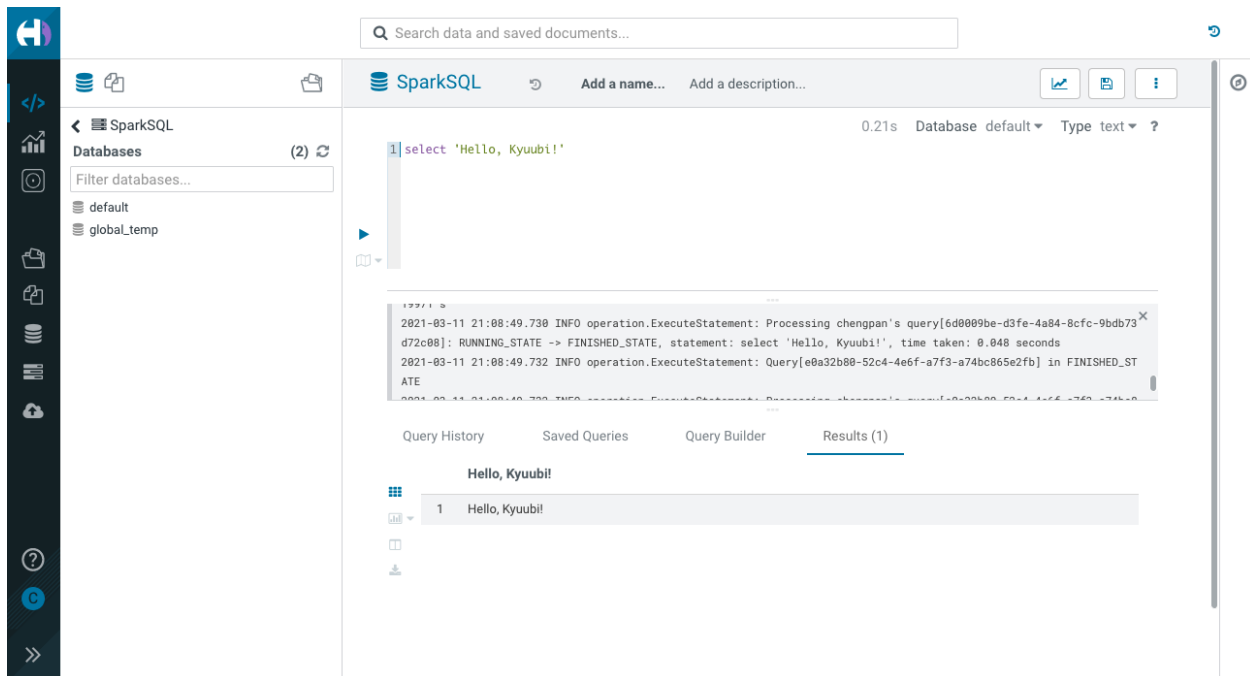 Search data and saved documents...
SparkSQL
Add a name...
Add a description...
SparkSQL
Databases
(2)
Filter databases...
default
global_temp
0.21s Database default Type text ?
1 select 'Hello, Kyuubi!'
2021-03-11 21:08:49.730 INFO operation.ExecuteStatement: Processing chengpan's query[6d0009be-d3fe-4a84-8cfc-9bdb73
d72c08]: RUNNING_STATE -> FINISHED_STATE, statement: select 'Hello, Kyuubi!', time taken: 0.048 seconds
2021-03-11 21:08:49.732 INFO operation.ExecuteStatement: Query[e0a32b80-52c4-4e6f-a7f3-a74bc865e2fb] in FINISHED_ST
ATE
Query History
Saved Queries
Query Builder
Results (1)
Hello, Kyuubi!
1 Hello, Kyuubi!
C